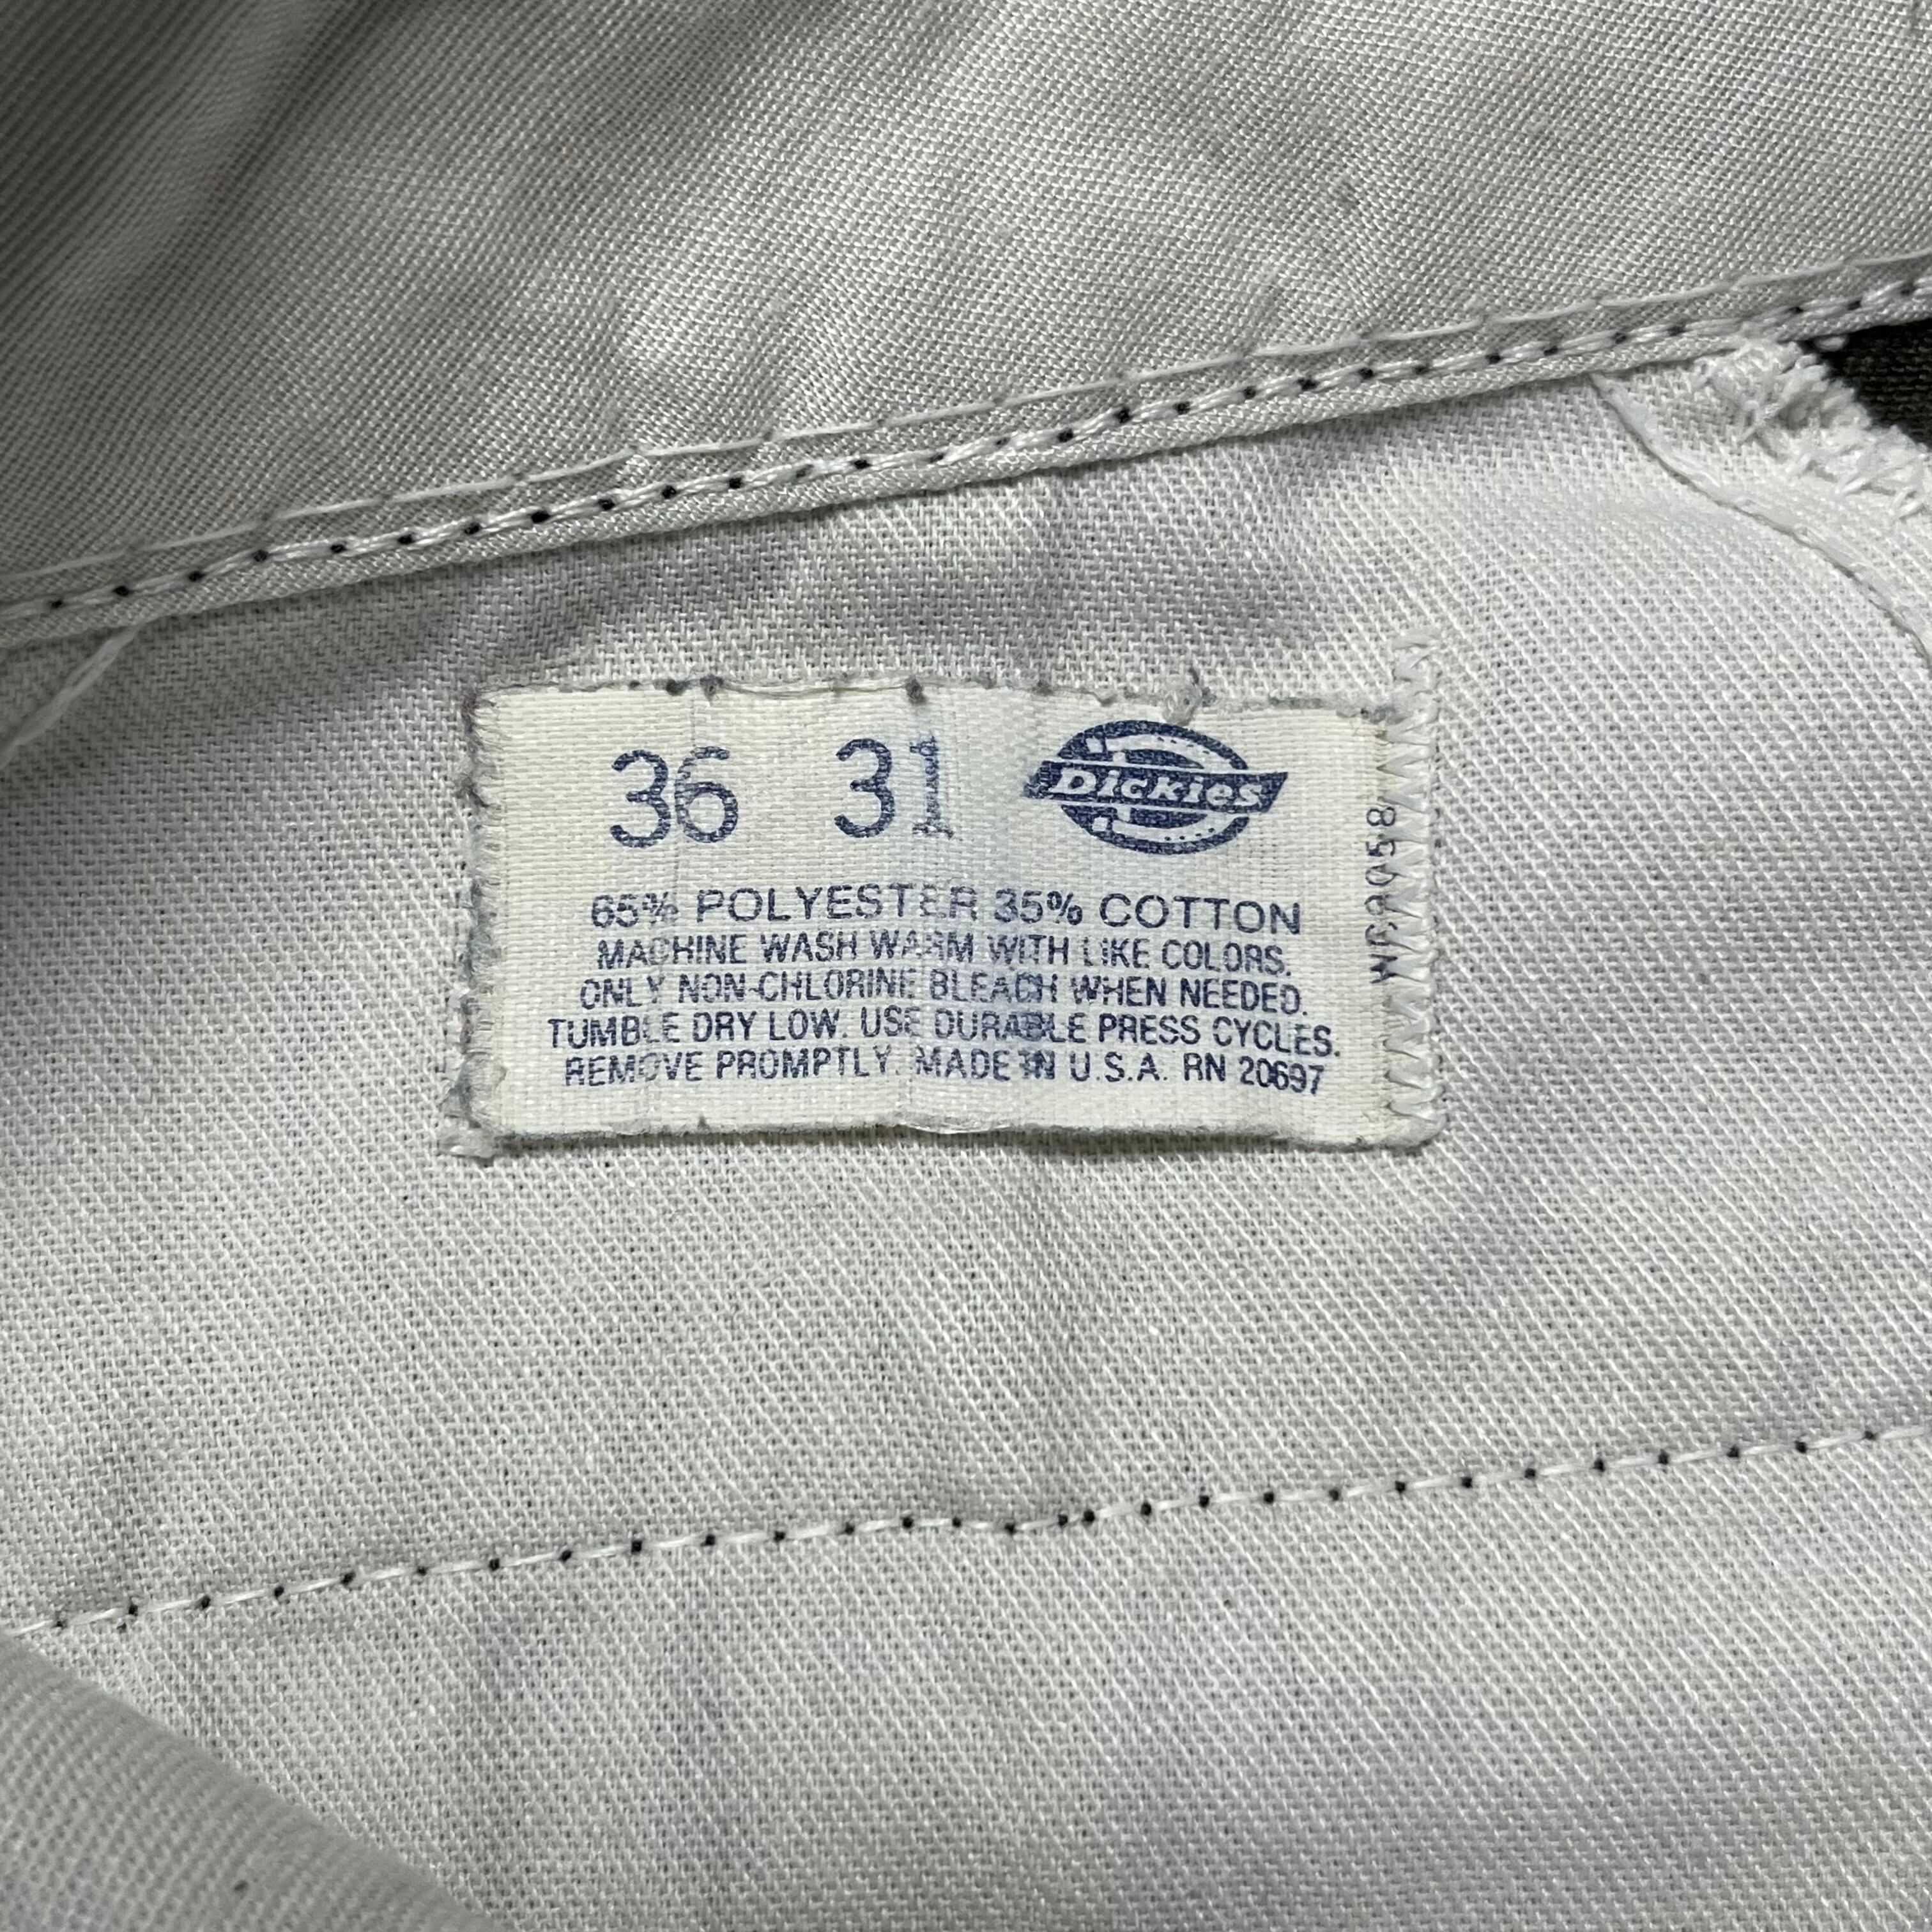 36 31 Dickies
65% POLYESTER 35% COTTON
MACHINE WASH WARM WITH LIKE COLORS.
ONLY NON-CHLORINE BLEACH WHEN NEEDED.
TUMBLE DRY LOW. USE DURABLE PRESS CYCLES.
REMOVE PROMPTLY. MADE IN U.S.A. RN 20697